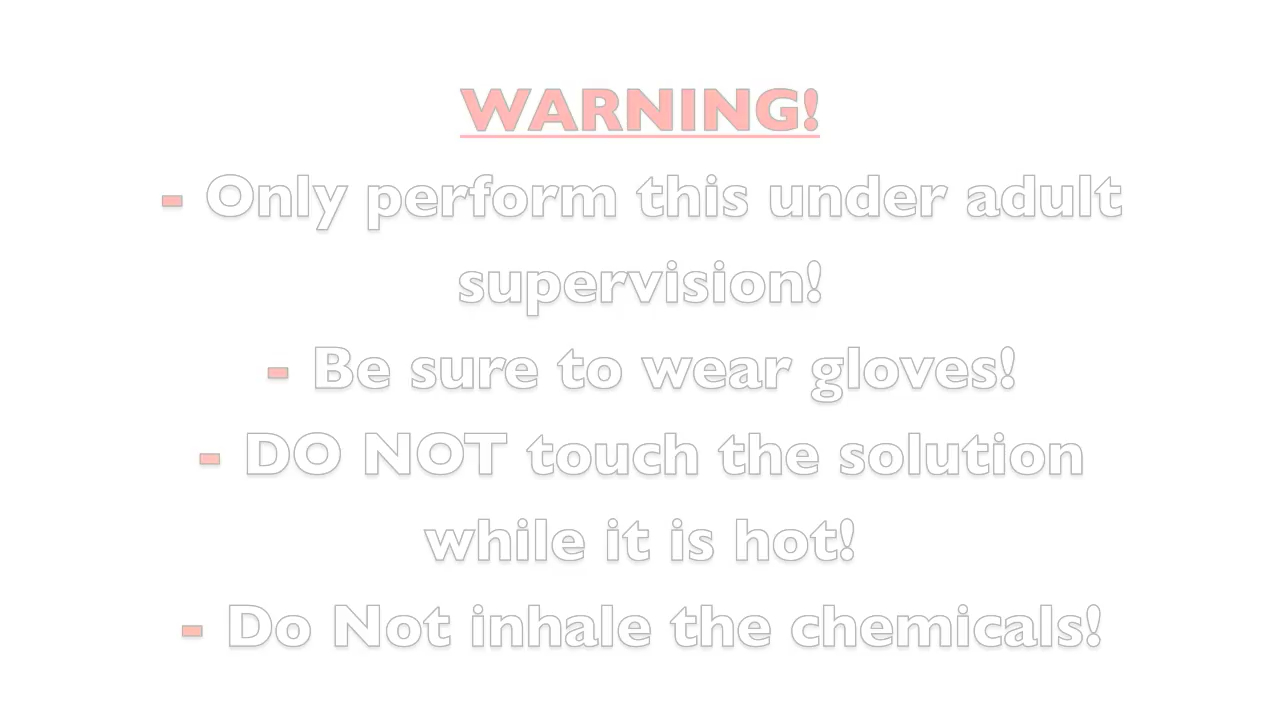 WARNING!
- Only perform this under adult
supervision!
- Be sure to wear gloves!
- DO NOT touch the solution
while it is hot!
- Do Not inhale the chemicals!